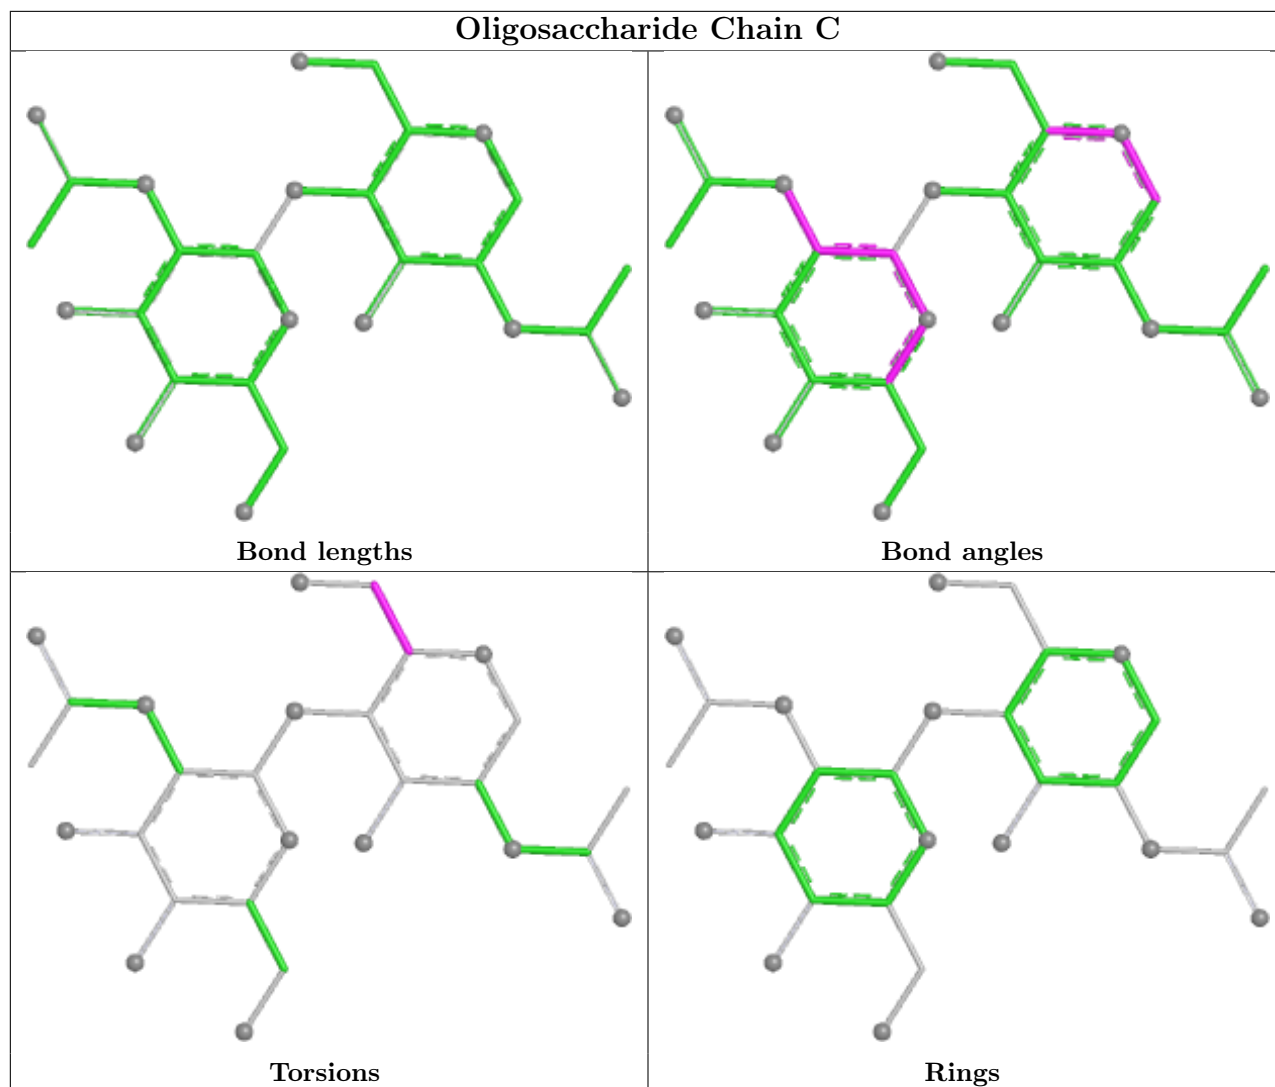 Oligosaccharide Chain C
Bond lengths
Bond angles
Torsions
Rings